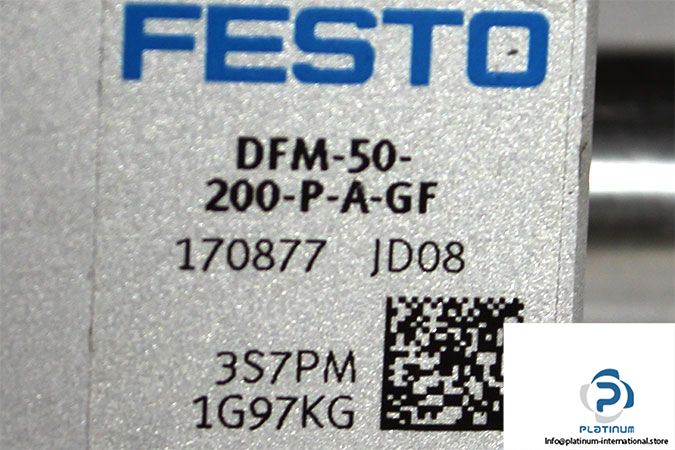 FESTO
DFM-50-
200-P-A-GF
170877 JD08
3S7PM
1G97KG
PLATINUM
Info@platinum-international.store